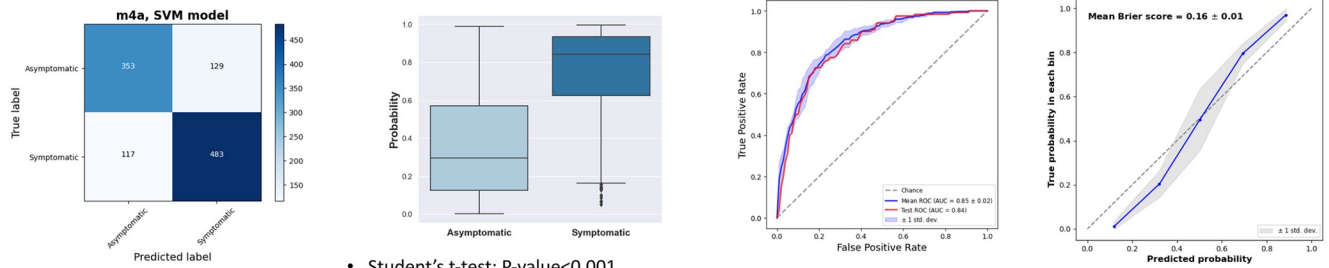 m4a, SVM model
True label
Asymptomatic
Symptomatic
353
129
117
483
Asymptomatic
Symptomatic
Predicted label
450
400
350
300
250
200
150
Probability
1.0
0.8
0.6
0.4
0.2
0.0
Asymptomatic
Symptomatic
• Student's t-test: P-value<0.001
True Positive Rate
1.0
0.8
0.6
0.4
0.2
0.0
0.0 0.2 0.4 0.6 0.8 1.0
False Positive Rate
Chance
Mean ROC (AUC = 0.85 ± 0.02)
Test ROC (AUC = 0.84)
± 1 std. dev.
Mean Brier score = 0.16 ± 0.01
True probability in each bin
1.0
0.8
0.6
0.4
0.2
0.0
0.0 0.2 0.4 0.6 0.8 1.0
Predicted probability
± 1 std. dev.